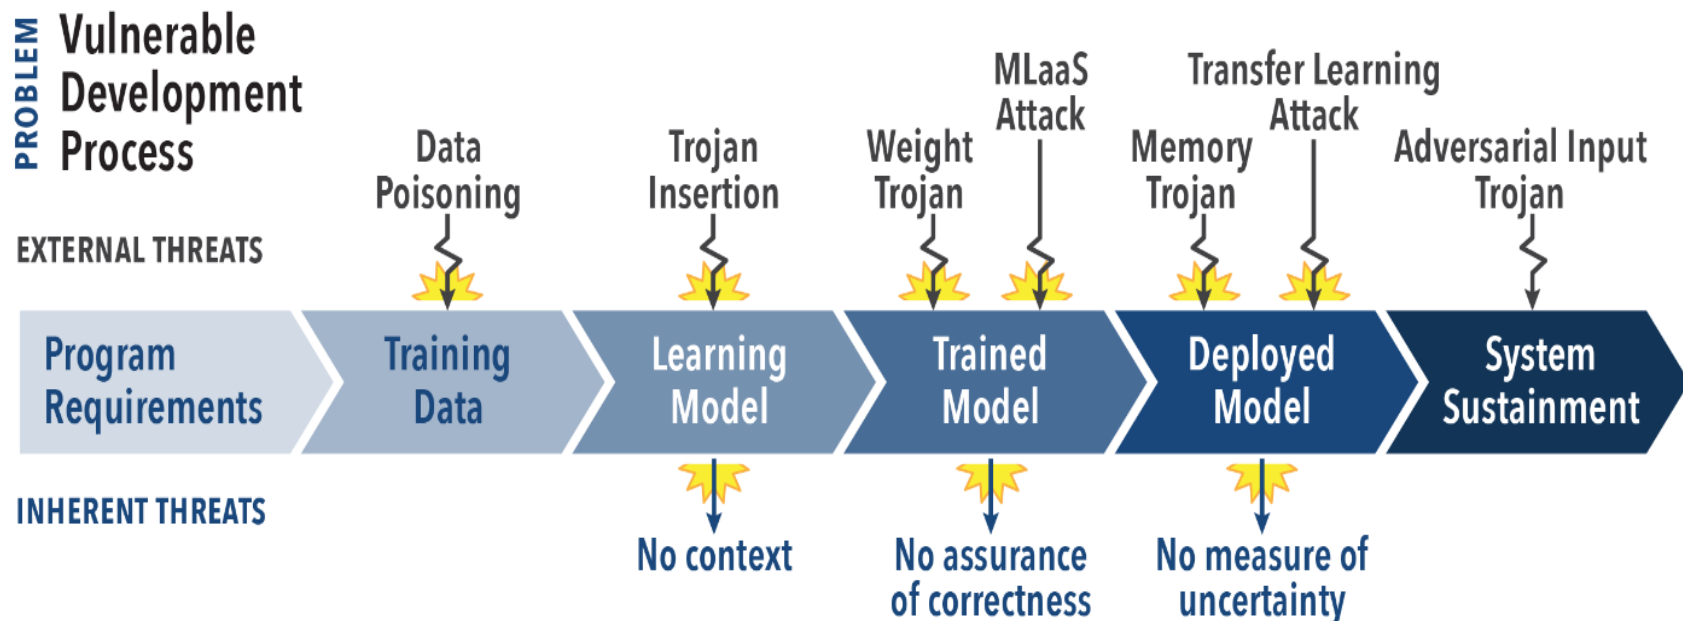 PROBLEM
Vulnerable
Development
Process
MLaaS
Attack
Transfer Learning
Attack
Data
Poisoning
Trojan
Insertion
Weight
Trojan
Memory
Trojan
Adversarial Input
Trojan
EXTERNAL THREATS
Program
Requirements
Training
Data
Learning
Model
Trained
Model
Deployed
Model
System
Sustainment
INHERENT THREATS
No context
No assurance
of correctness
No measure of
uncertainty